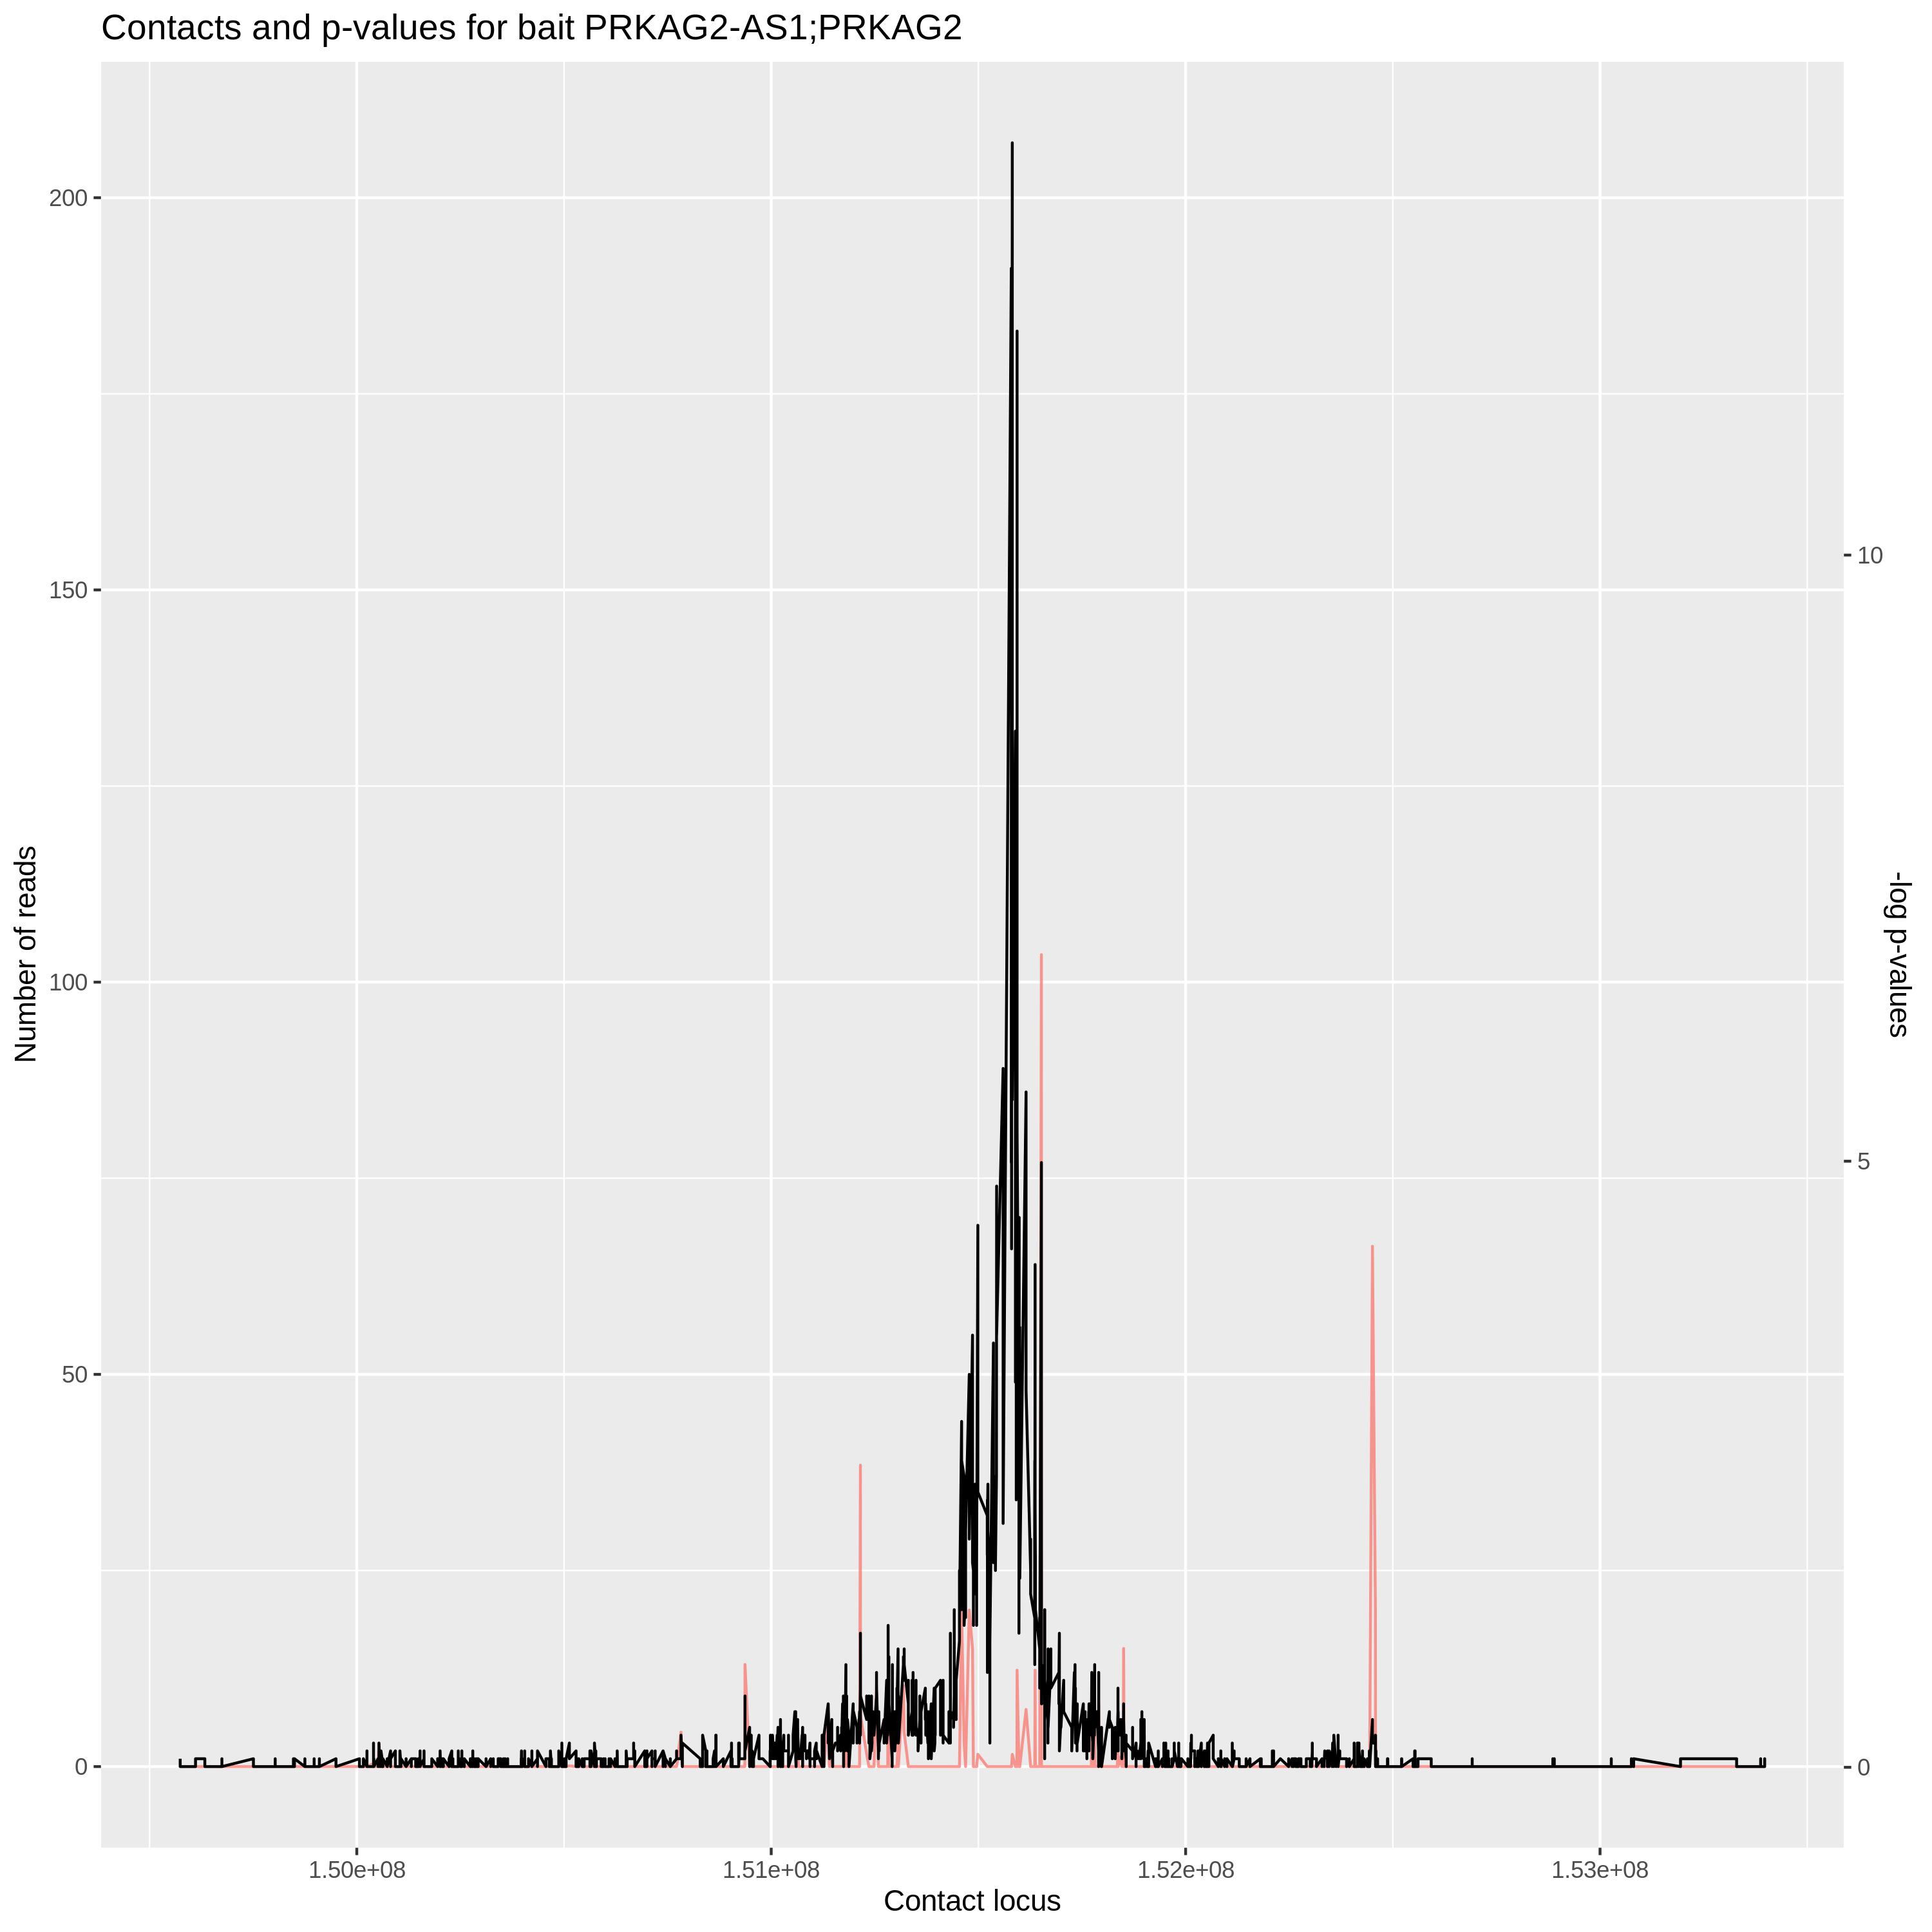 Contacts and p-values for bait PRKAG2-AS1;PRKAG2
200
150
100
50
0
Number of reads
10
5
0
-log p-values
1.50e+08
1.51e+08
1.52e+08
1.53e+08
Contact locus